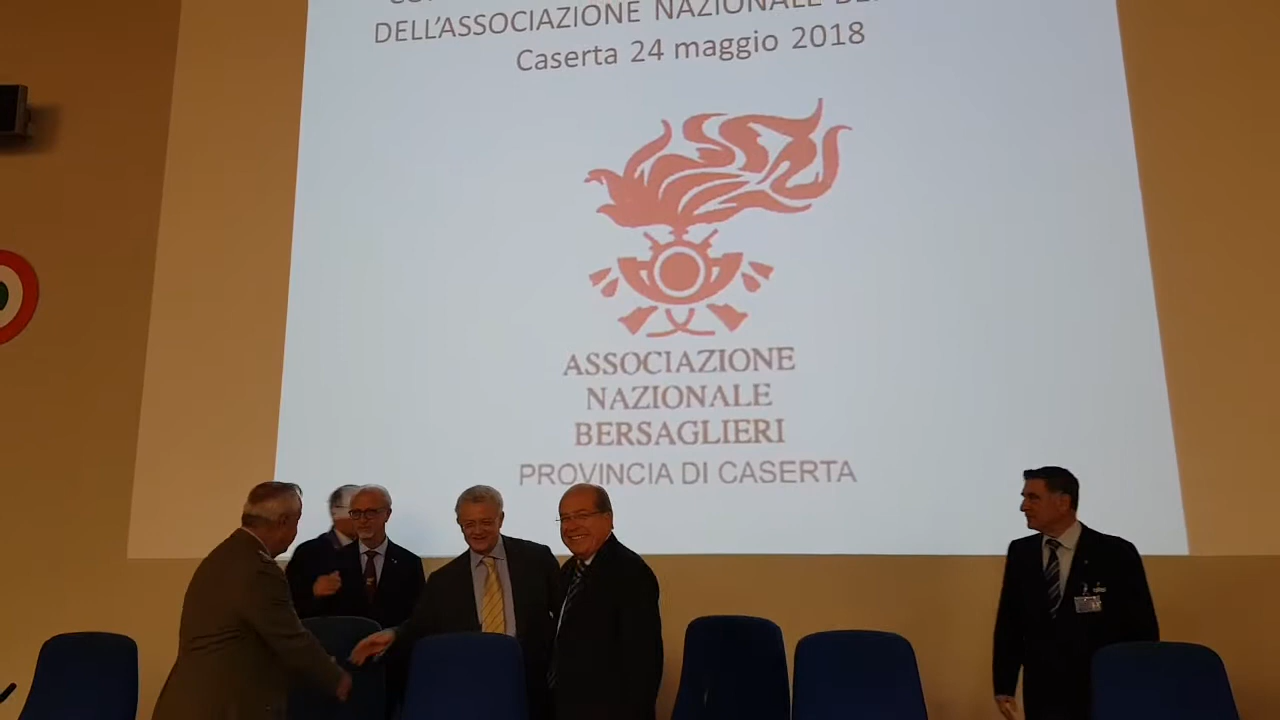 DELL'ASSOCIAZIONE NAZIONALE
Caserta 24 maggio 2018
ASSOCIAZIONE
NAZIONALE
BERSAGLIERI
PROVINCIA DI CASERTA